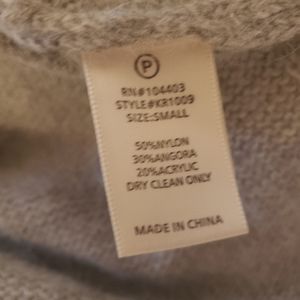 P
RN#104403
STYLE#KR1009
SIZE:SMALL
50%NYLON
30%ANGORA
20%ACRYLIC
DRY CLEAN ONLY
MADE IN CHINA